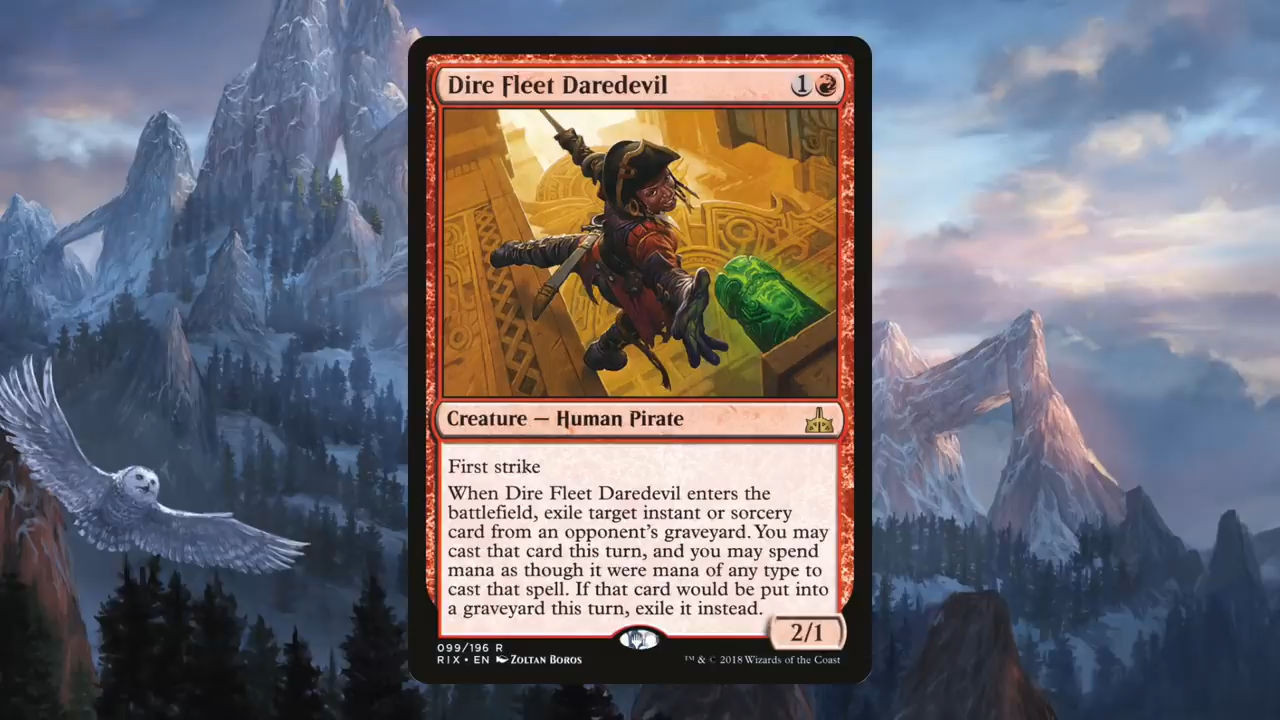 Dire Fleet Daredevil 1
Creature — Human Pirate
First strike
When Dire Fleet Daredevil enters the
battlefield, exile target instant or sorcery
card from an opponent's graveyard. You may
cast that card this turn, and you may spend
mana as though it were mana of any type to
cast that spell. If that card would be put into
a graveyard this turn, exile it instead.
2/1
099/196 R
RIX • EN Zoltan Boros
™ & © 2018 Wizards of the Coast